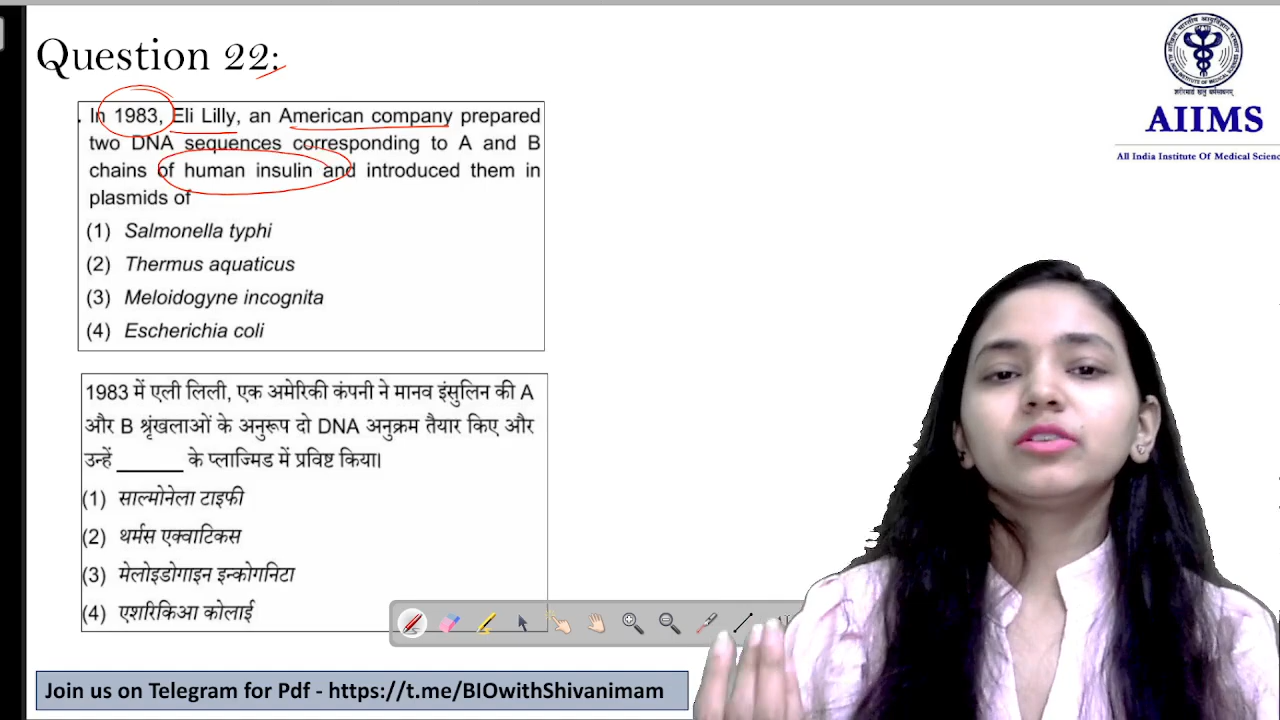 Question 22:
. In 1983, Eli Lilly, an American company prepared
two DNA sequences corresponding to A and B
chains of human insulin and introduced them in
plasmids of
(1) Salmonella typhi
(2) Thermus aquaticus
(3) Meloidogyne incognita
(4) Escherichia coli
1983 में एली लिली, एक अमेरिकी कंपनी ने मानव इंसुलिन की A
और B श्रृंखलाओं के अनुरूप दो DNA अनुक्रम तैयार किए और
उन्हें ______ के प्लाज्मिड में प्रविष्ट किया।
(1) साल्मोनेला टाइफी
(2) थर्मस एक्वाटिकस
(3) मेलोइडोगाइन इन्कोगनिटा
(4) एशरिकिआ कोलाई
AIIMS
All India Institute Of Medical Scienc
Join us on Telegram for Pdf - https://t.me/BIOwithShivanimam